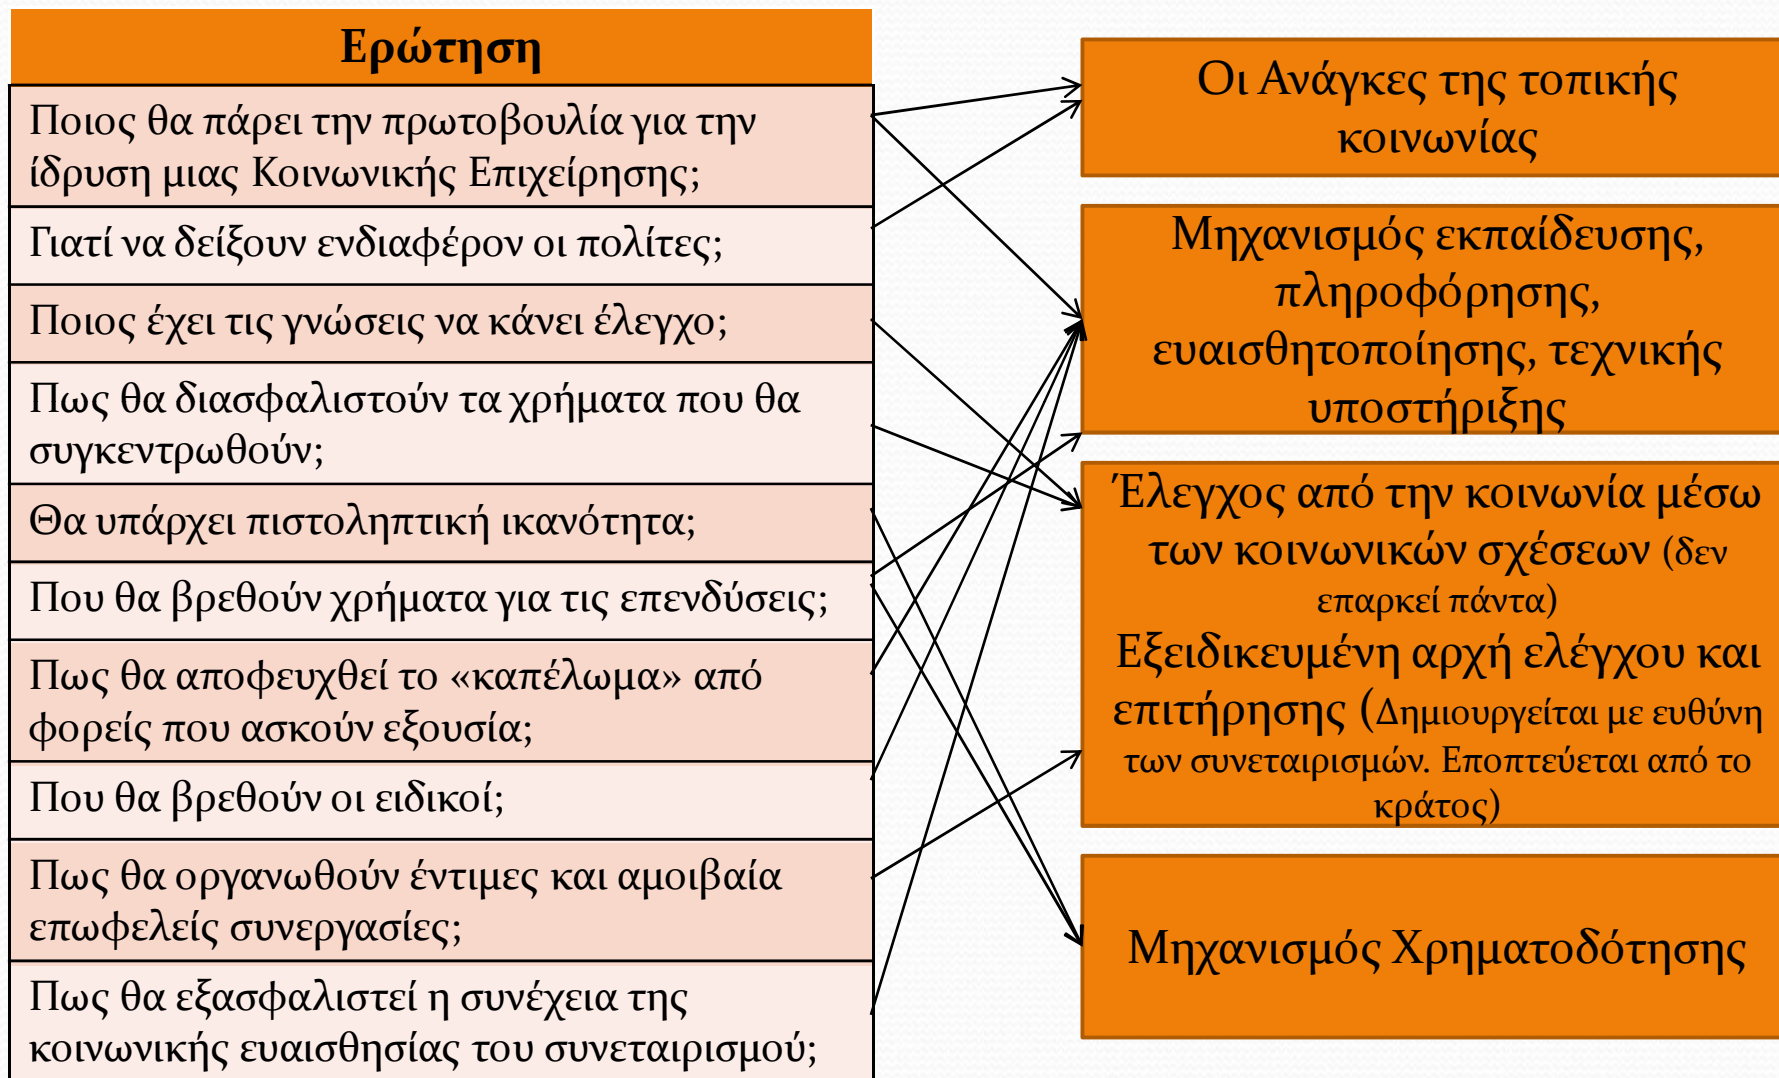 Ερώτηση
Ποιος θα πάρει την πρωτοβουλία για την
ίδρυση μιας Κοινωνικής Επιχείρησης;
Γιατί να δείξουν ενδιαφέρον οι πολίτες;
Ποιος έχει τις γνώσεις να κάνει έλεγχο;
Πως θα διασφαλιστούν τα χρήματα που θα
συγκεντρωθούν;
Θα υπάρχει πιστοληπτική ικανότητα;
Που θα βρεθούν χρήματα για τις επενδύσεις;
Πως θα αποφευχθεί το «καπέλωμα» από
φορείς που ασκούν εξουσία;
Που θα βρεθούν οι ειδικοί;
Πως θα οργανωθούν έντιμες και αμοιβαία
επωφελείς συνεργασίες;
Πως θα εξασφαλιστεί η συνέχεια της
κοινωνικής ευαισθησίας του συνεταιρισμού;
Οι Ανάγκες της τοπικής
κοινωνίας
Μηχανισμός εκπαίδευσης,
πληροφόρησης,
ευαισθητοποίησης, τεχνικής
υποστήριξης
Έλεγχος από την κοινωνία μέσω
των κοινωνικών σχέσεων (δεν
επαρκεί πάντα)
Εξειδικευμένη αρχή ελέγχου και
επιτήρησης (Δημιουργείται με ευθύνη
των συνεταιρισμών. Εποπτεύεται από το
κράτος)
Μηχανισμός Χρηματοδότησης